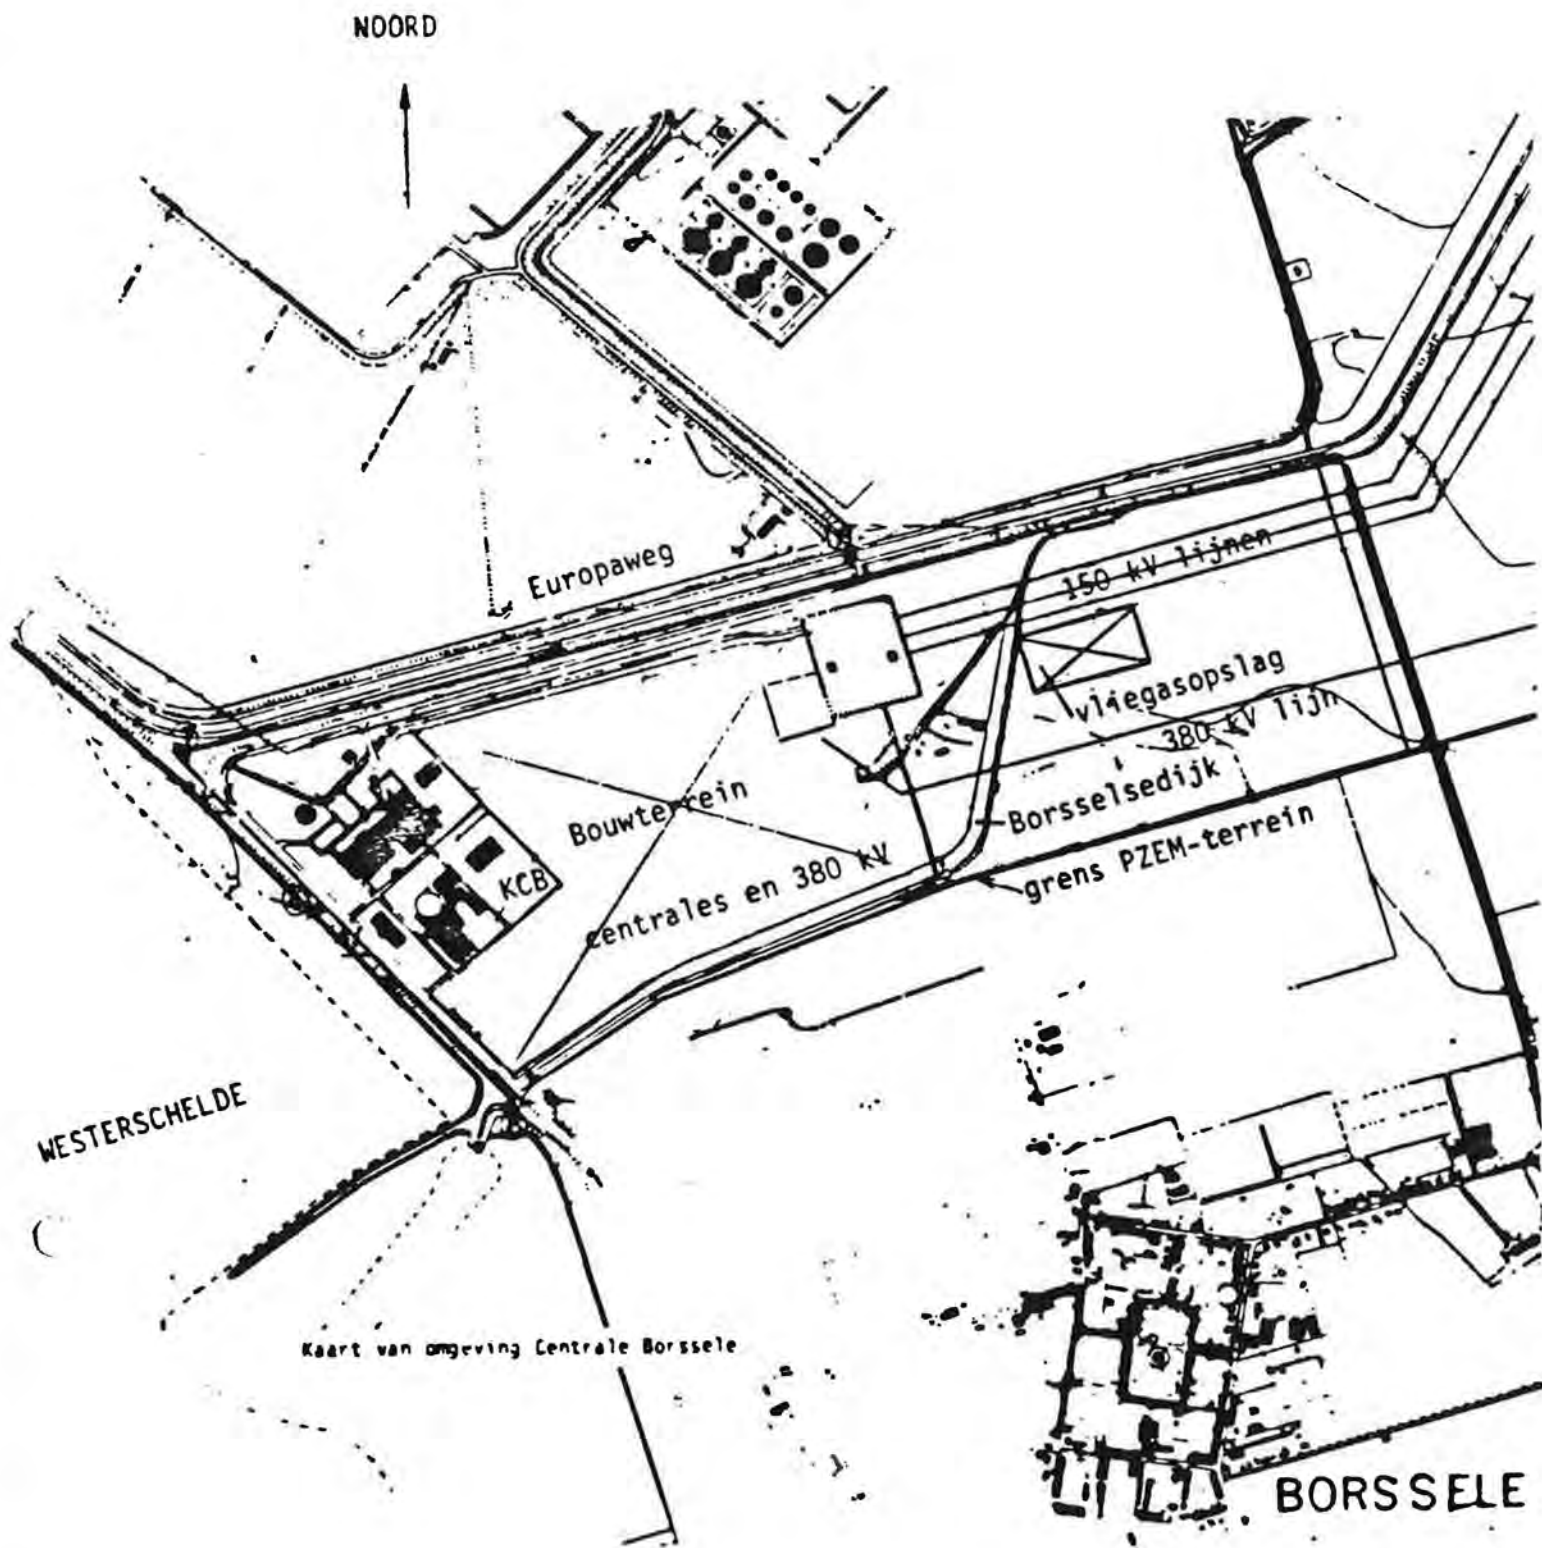 NOORD
Europaweg
150 kV lijnen
vliegasopslag
380 kV lijn
Bouwterrein
Borsselsedijk
KCB
centrales en 380 kV
grens PZEM-terrein
WESTERSCHELDE
Kaart van omgeving Centrale Borssele
BORSSELE